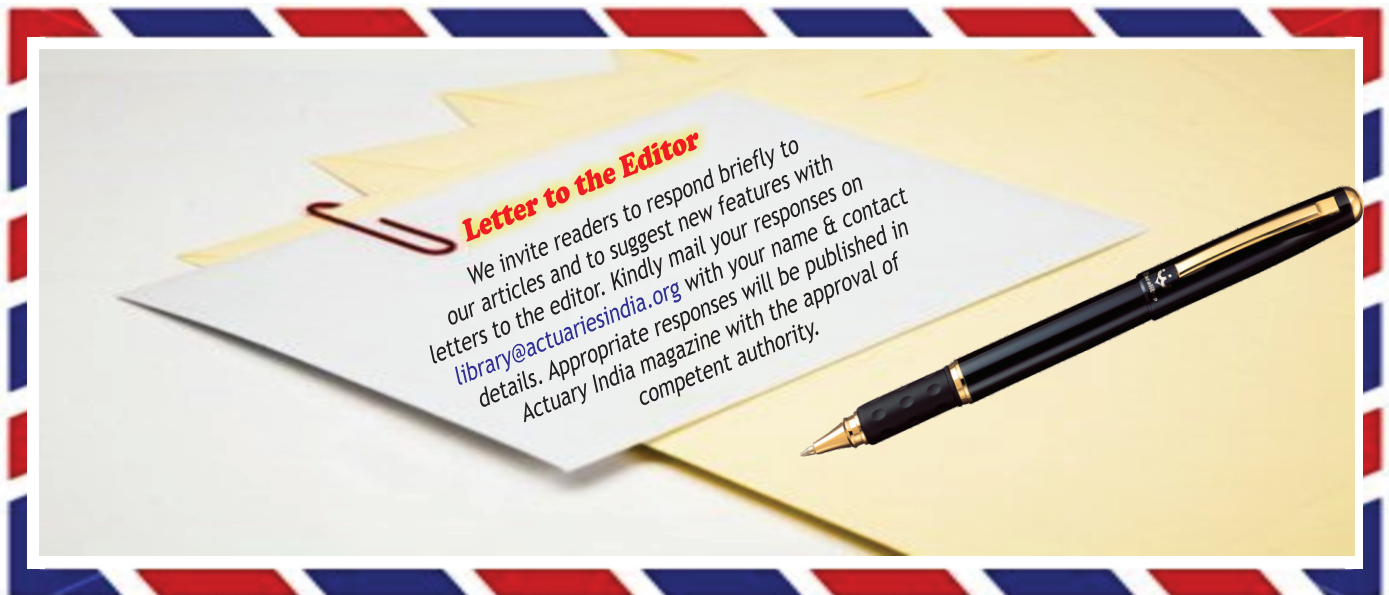 Letter to the Editor
We invite readers to respond briefly to
our articles and to suggest new features with
letters to the editor. Kindly mail your responses on
library@actuariesindia.org with your name & contact
details. Appropriate responses will be published in
Actuary India magazine with the approval of
competent authority.